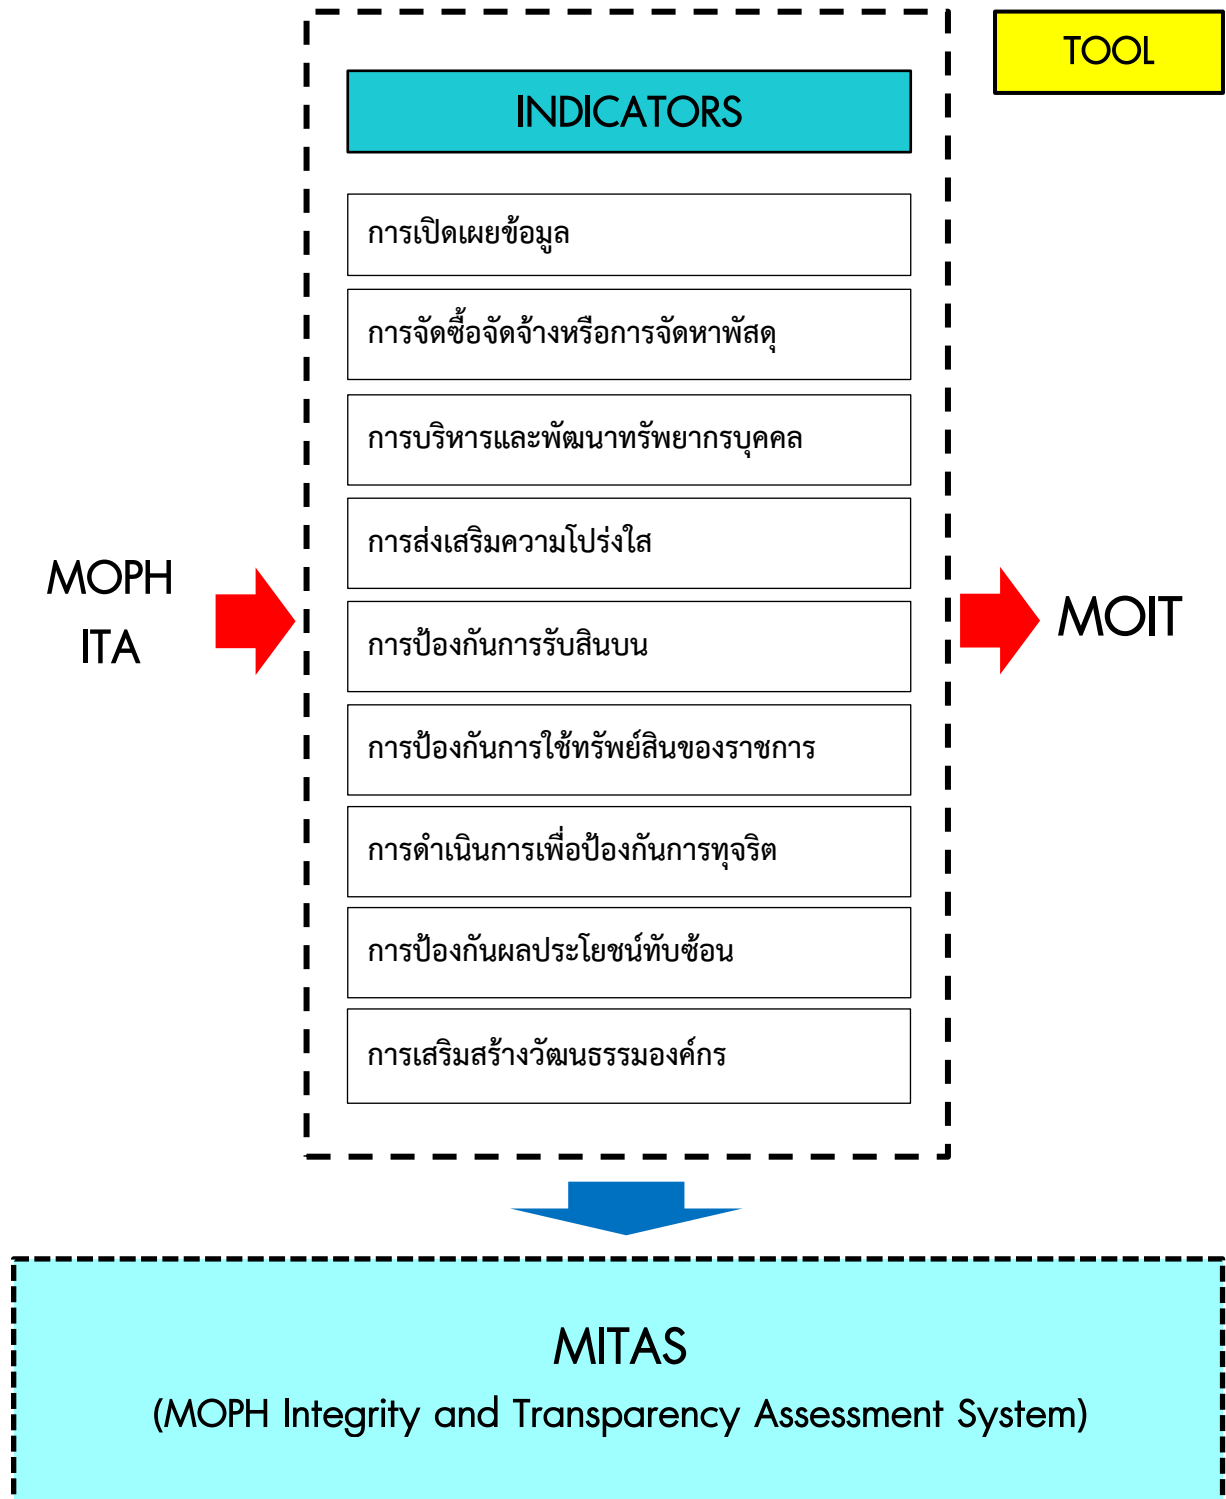 TOOL
INDICATORS
การเปิดเผยข้อมูล
การจัดซื้อจัดจ้างหรือการจัดหาพัสดุ
การบริหารและพัฒนาทรัพยากรบุคคล
การส่งเสริมความโปร่งใส
การป้องกันการรับสินบน
การป้องกันการใช้ทรัพย์สินของราชการ
การดำเนินการเพื่อป้องกันการทุจริต
การป้องกันผลประโยชน์ทับซ้อน
การเสริมสร้างวัฒนธรรมองค์กร
MOPH
ITA
MOIT
MITAS
(MOPH Integrity and Transparency Assessment System)